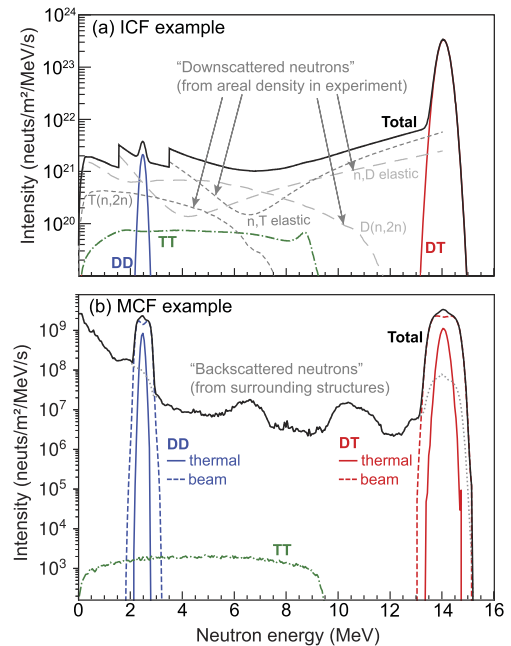 (a) ICF example
Intensity (neuts/m²/MeV/s)
10²⁴
10²³
10²²
10²¹
10²⁰
"Downscattered neutrons"
(from areal density in experiment)
Total
n,D elastic
T(n,2n)
n,T elastic
D(n,2n)
TT
DD
DT
(b) MCF example
Intensity (neuts/m²/MeV/s)
10⁹
10⁸
10⁷
10⁶
10⁵
10⁴
10³
Total
"Backscattered neutrons"
(from surrounding structures)
DD
thermal
beam
DT
thermal
beam
TT
0 2 4 6 8 10 12 14 16
Neutron energy (MeV)